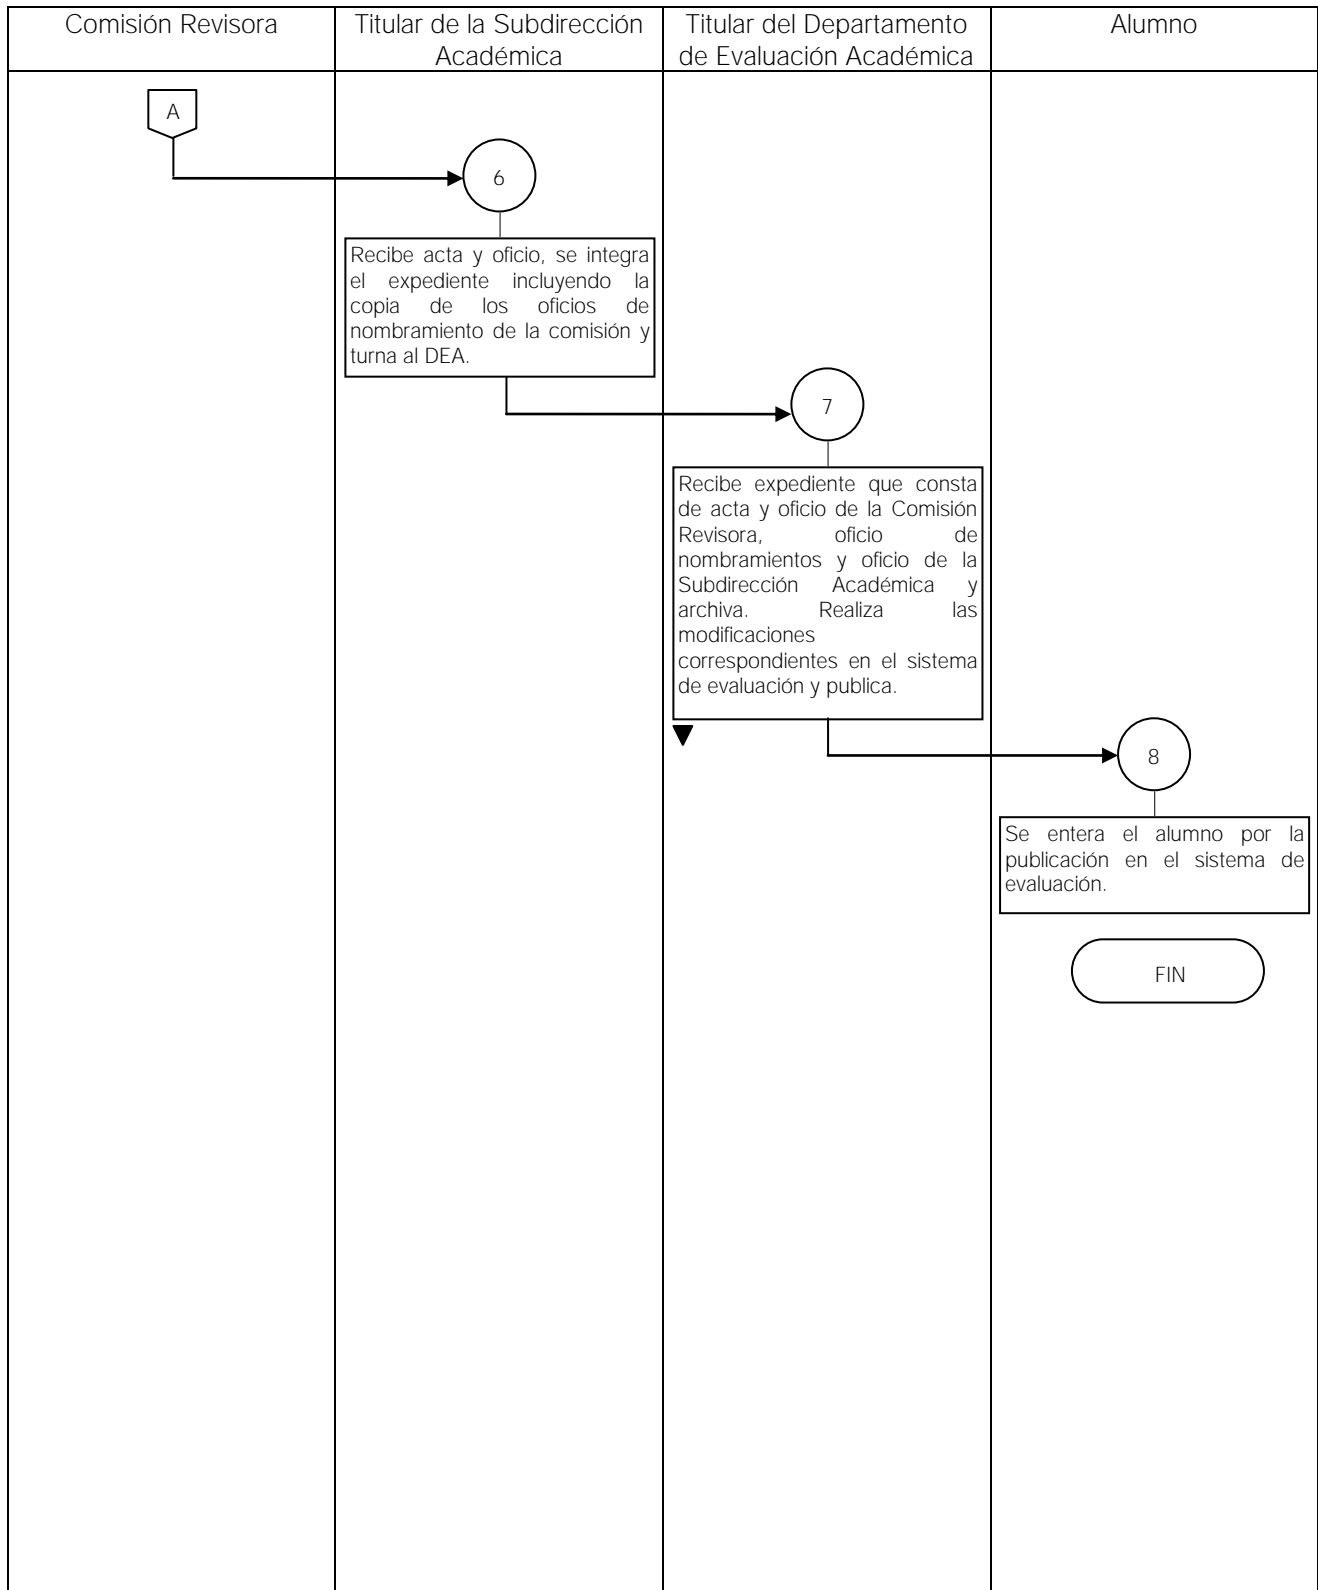 Comisión Revisora
Titular de la Subdirección
Académica
Titular del Departamento
de Evaluación Académica
Alumno
A
6
Recibe acta y oficio, se integra
el expediente incluyendo la
copia de los oficios de
nombramiento de la comisión y
turna al DEA.
7
Recibe expediente que consta
de acta y oficio de la Comisión
Revisora, oficio de
nombramientos y oficio de la
Subdirección Académica y
archiva. Realiza las
modificaciones
correspondientes en el sistema
de evaluación y publica.
8
Se entera el alumno por la
publicación en el sistema de
evaluación.
FIN